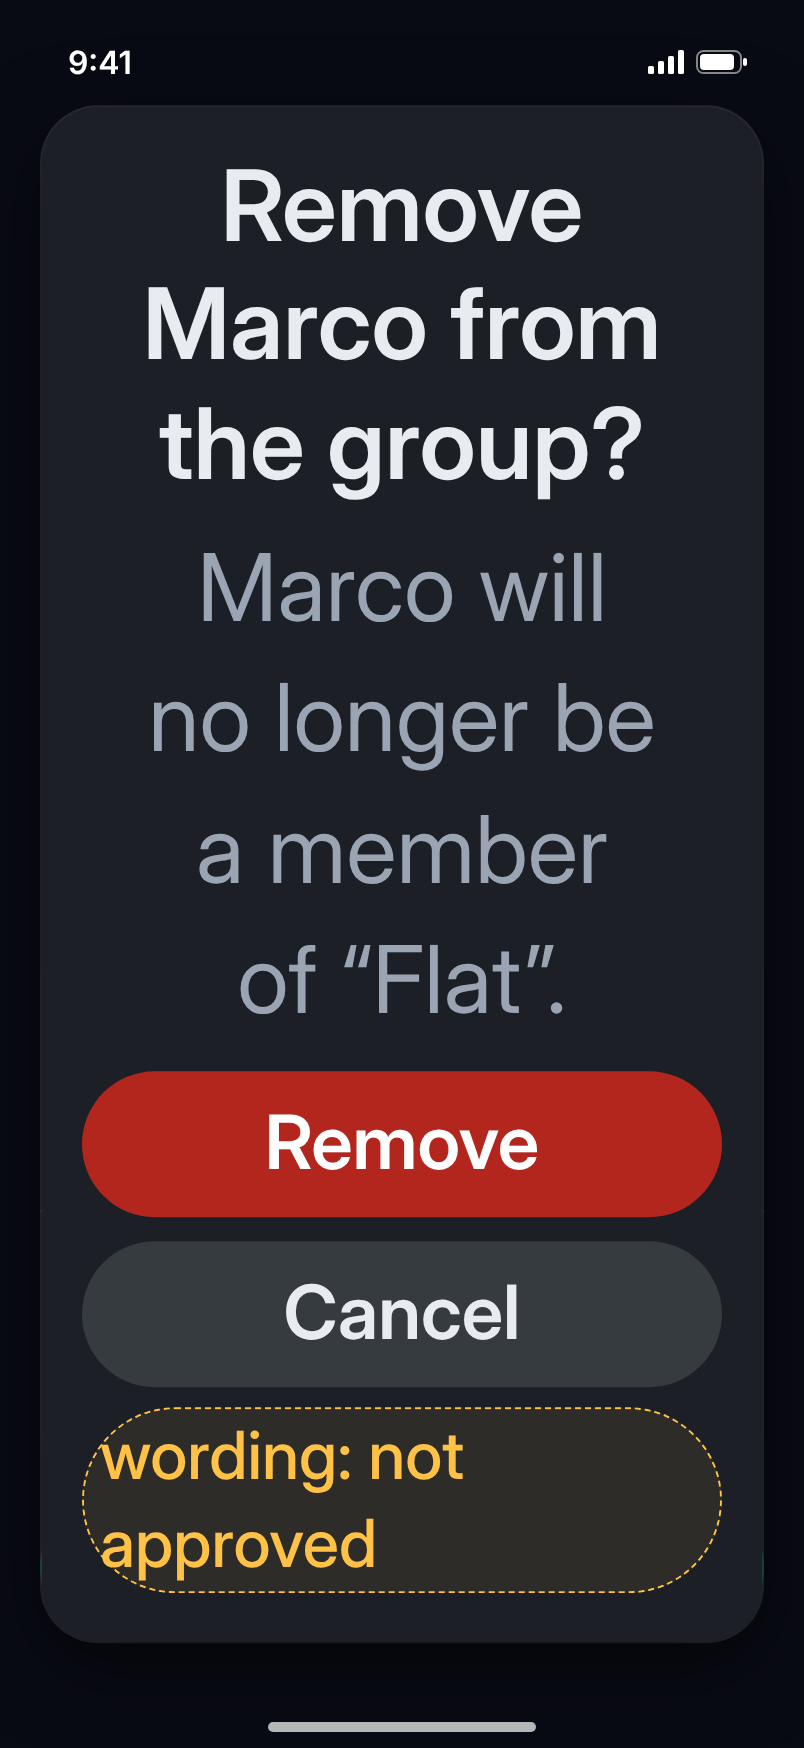 9:41
Remove
Marco from
the group?
Marco will
no longer be
a member
of “Flat”.
Remove
Cancel
wording: not
approved